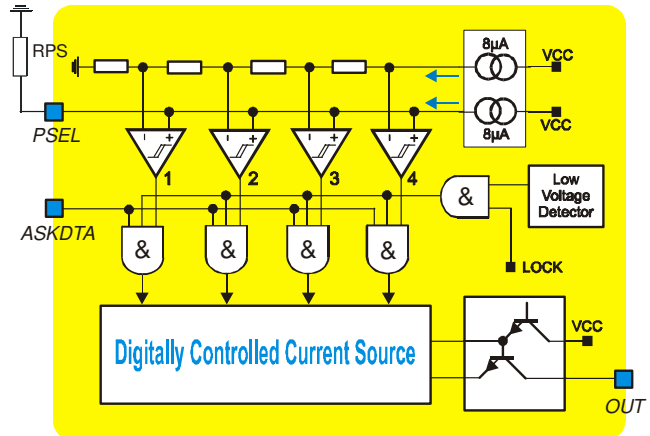 RPS
8µA
VCC
PSEL
VCC
8µA
- +
- +
- +
- +
1
2
3
4
&
Low
Voltage
Detector
ASKDTA
&
&
&
&
LOCK
Digitally Controlled Current Source
VCC
OUT